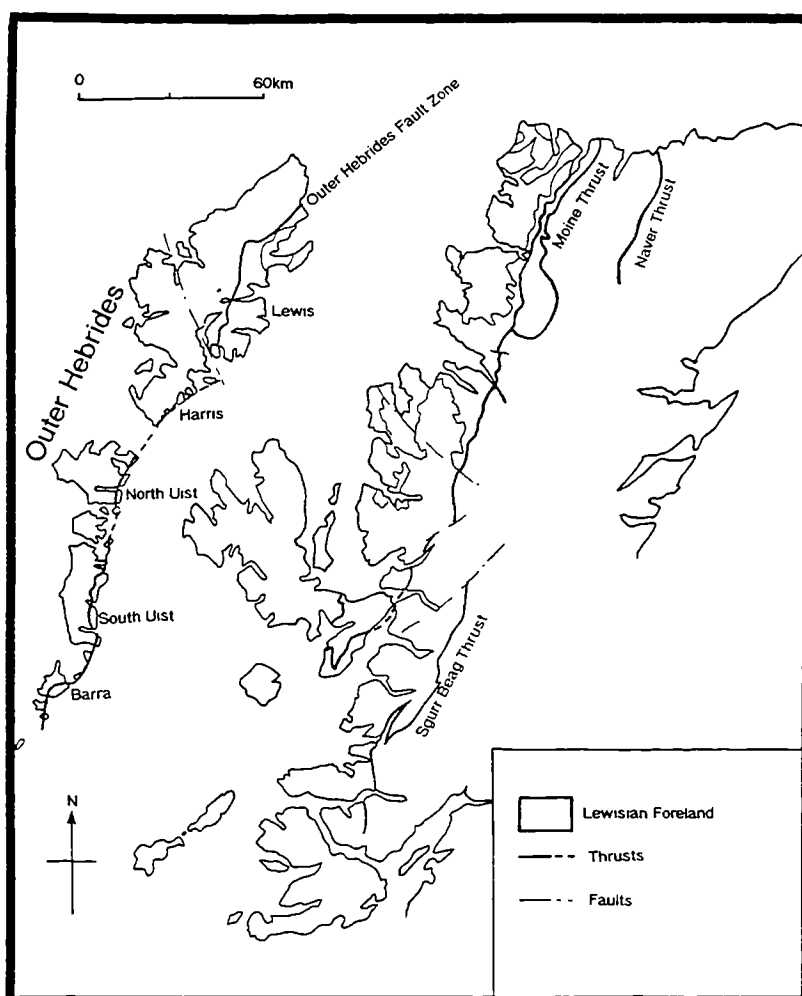 0 60km
Outer Hebrides Fault Zone
Moine Thrust
Naver Thrust
Outer Hebrides
Lewis
Harris
North Uist
South Uist
Barra
Sgurr Beag Thrust
N
Lewisian Foreland
Thrusts
Faults